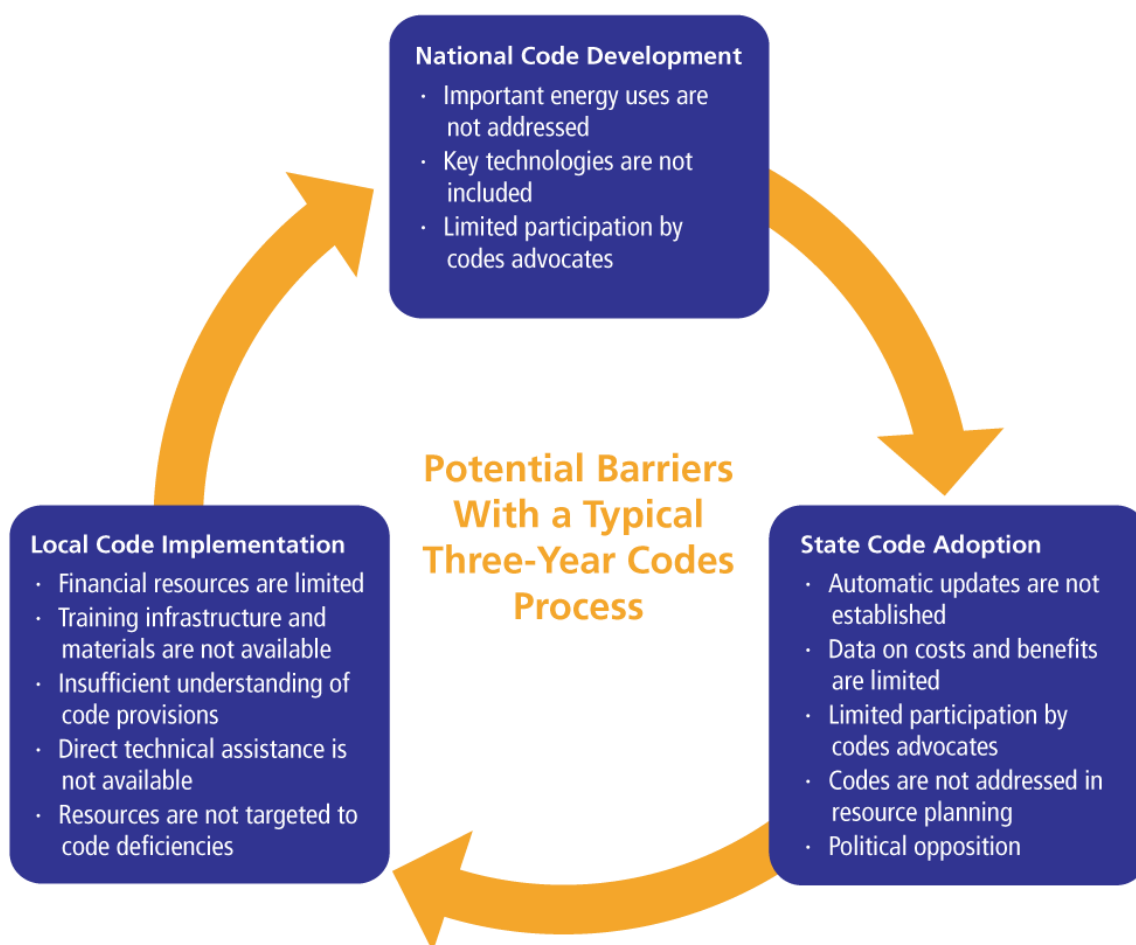 National Code Development
· Important energy uses are
not addressed
· Key technologies are not
included
· Limited participation by
codes advocates
Potential Barriers
With a Typical
Three-Year Codes
Process
Local Code Implementation
· Financial resources are limited
· Training infrastructure and
materials are not available
· Insufficient understanding of
code provisions
· Direct technical assistance is
not available
· Resources are not targeted to
code deficiencies
State Code Adoption
· Automatic updates are not
established
· Data on costs and benefits
are limited
· Limited participation by
codes advocates
· Codes are not addressed in
resource planning
· Political opposition